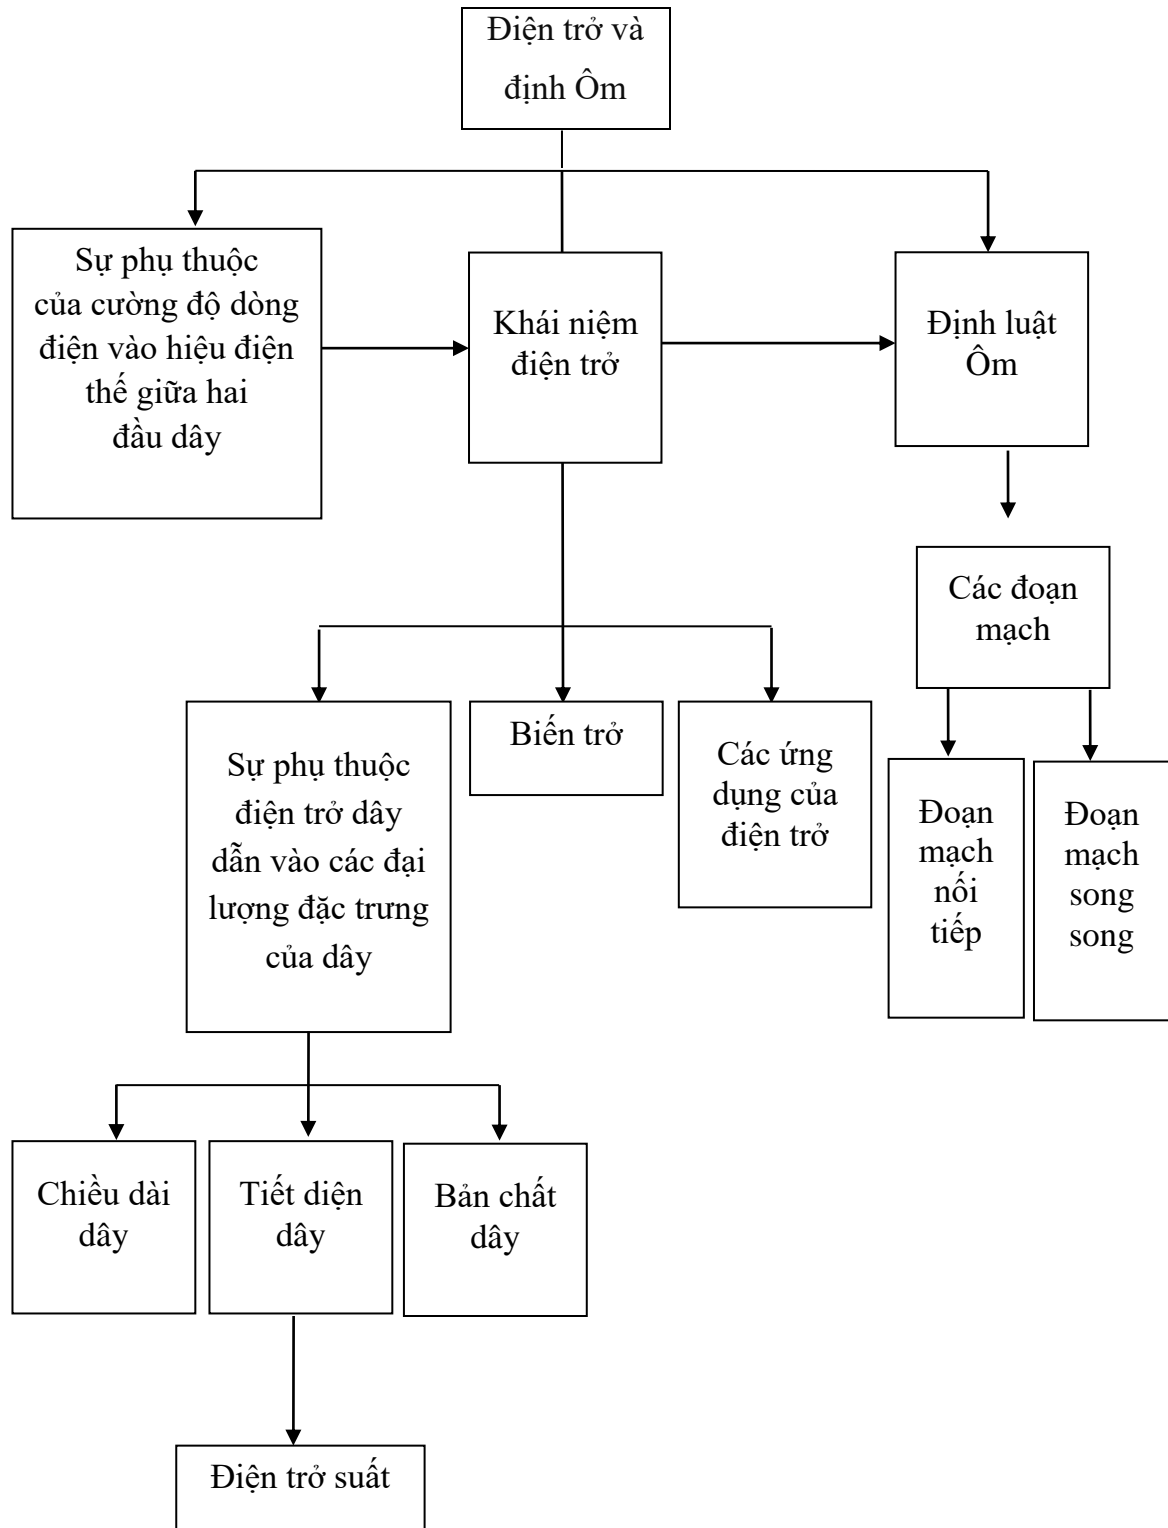 Điện trở và
định Ôm
Sự phụ thuộc
của cường độ dòng
điện vào hiệu điện
thế giữa hai
đầu dây
Khái niệm
điện trở
Định luật
Ôm
Các đoạn
mạch
Sự phụ thuộc
điện trở dây
dẫn vào các đại
lượng đặc trưng
của dây
Biến trở
Các ứng
dụng của
điện trở
Đoạn
mạch
nối
tiếp
Đoạn
mạch
song
song
Chiều dài
dây
Tiết diện
dây
Bản chất
dây
Điện trở suất